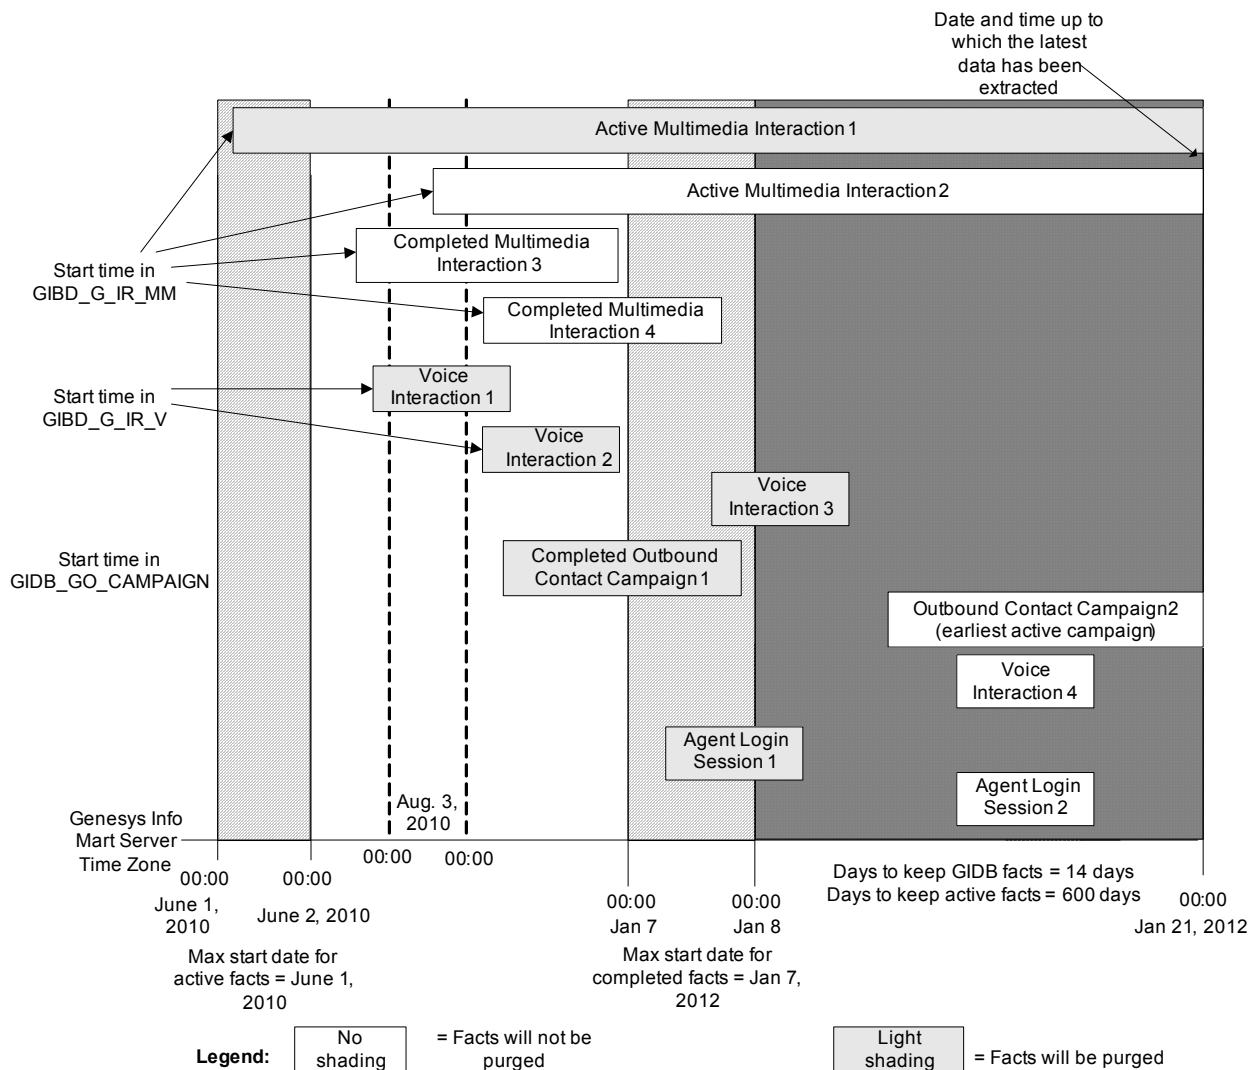 Date and time up to
which the latest
data has been
extracted
Active Multimedia Interaction 1
Active Multimedia Interaction 2
Completed Multimedia
Interaction 3
Start time in
GIBD_G_IR_MM
Completed Multimedia
Interaction 4
Voice
Interaction 1
Start time in
GIBD_G_IR_V
Voice
Interaction 2
Voice
Interaction 3
Start time in
GIDB_GO_CAMPAIGN
Completed Outbound
Contact Campaign 1
Outbound Contact Campaign2
(earliest active campaign)
Voice
Interaction 4
Agent Login
Session 1
Agent Login
Session 2
Aug. 3,
2010
Genesys Info
Mart Server
Time Zone
00:00
00:00
00:00
June 1,
2010
00:00
June 2, 2010
00:00
Jan 7
00:00
Jan 8
Days to keep GIDB facts = 14 days
Days to keep active facts = 600 days
00:00
Jan 21, 2012
Max start date for
active facts = June 1,
2010
Max start date for
completed facts = Jan 7,
2012
Legend:
No
shading
= Facts will not be
purged
Light
shading
= Facts will be purged